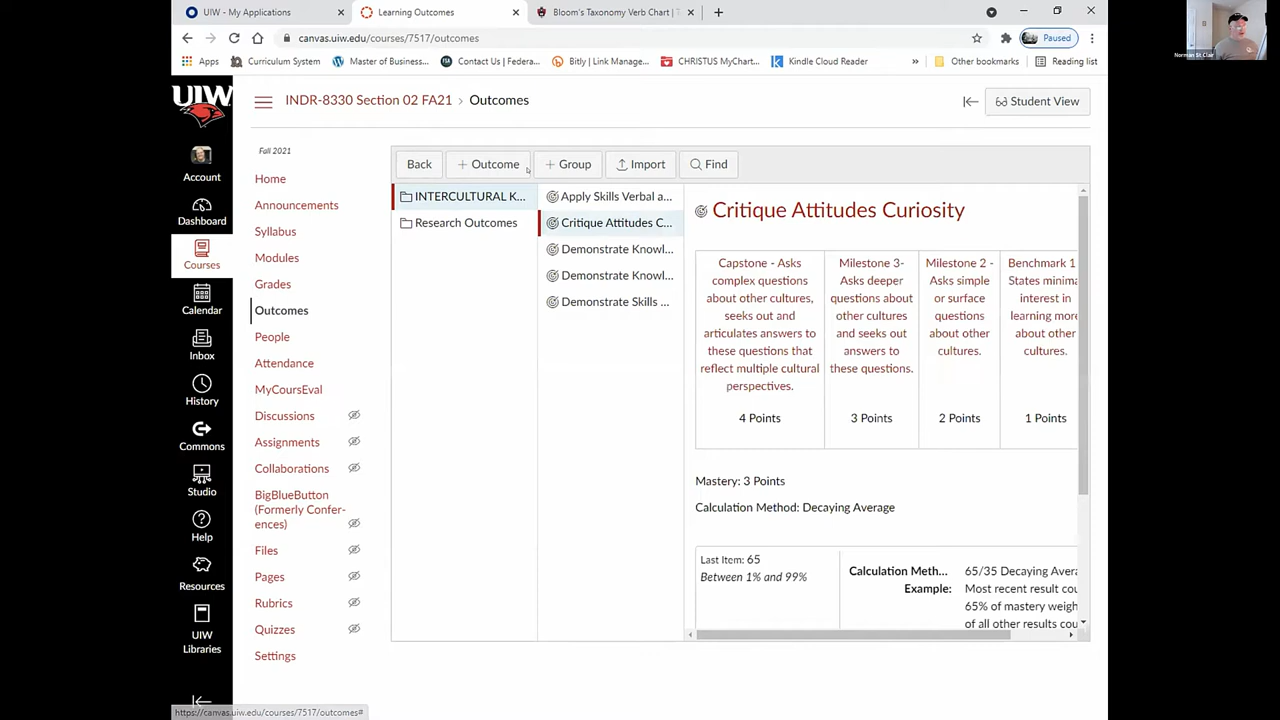 UIW - My Applications
Learning Outcomes
Bloom's Taxonomy Verb Chart | T
canvas.uiw.edu/courses/7517/outcomes
Paused
Apps
Curriculum System
Master of Business...
Contact Us | Federa...
Bitly | Link Manage...
CHRISTUS MyChart...
Kindle Cloud Reader
»
Other bookmarks
Reading list
Norman St.Clair
UIW
INDR-8330 Section 02 FA21 › Outcomes
Student View
Account
Dashboard
Courses
Calendar
Inbox
History
Commons
Studio
Help
Resources
UIW
Libraries
Fall 2021
Home
Announcements
Syllabus
Modules
Grades
Outcomes
People
Attendance
MyCoursEval
Discussions
Assignments
Collaborations
BigBlueButton
(Formerly Confer-
ences)
Files
Pages
Rubrics
Quizzes
Settings
Back
+ Outcome
+ Group
Import
Find
INTERCULTURAL K...
Research Outcomes
Apply Skills Verbal a...
Critique Attitudes C...
Demonstrate Knowl...
Demonstrate Knowl...
Demonstrate Skills ...
Critique Attitudes Curiosity
Capstone - Asks
complex questions
about other cultures,
seeks out and
articulates answers to
these questions that
reflect multiple cultural
perspectives.
4 Points
Milestone 3-
Asks deeper
questions about
other cultures
and seeks out
answers to
these questions.
3 Points
Milestone 2 -
Asks simple
or surface
questions
about other
cultures.
2 Points
Benchmark 1
States minima
interest in
learning more
about other
cultures.
1 Points
Mastery: 3 Points
Calculation Method: Decaying Average
Last Item: 65
Between 1% and 99%
Calculation Meth...
Example:
65/35 Decaying Avera
Most recent result cou
65% of mastery weigh
of all other results cou
https://canvas.uiw.edu/courses/7517/outcomes#